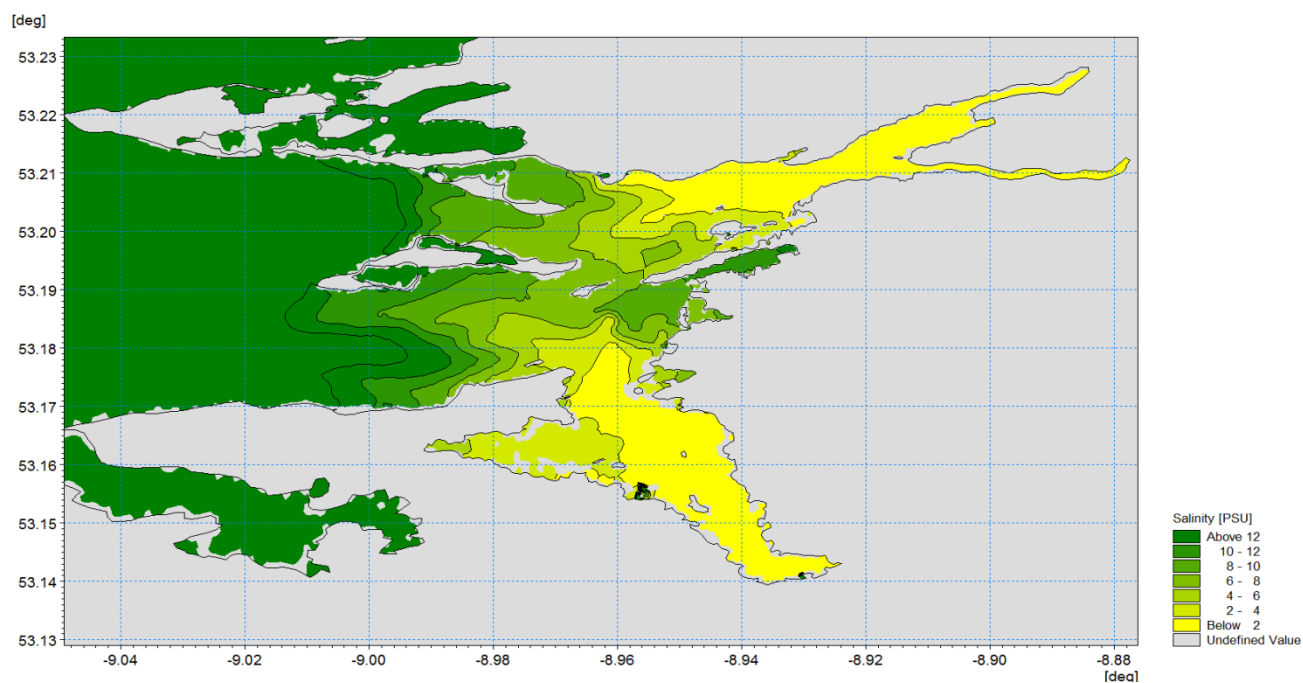 [deg]
53.23
53.22
53.21
53.20
53.19
53.18
53.17
53.16
53.15
53.14
53.13
-9.04 -9.02 -9.00 -8.98 -8.96 -8.94 -8.92 -8.90 -8.88
[deg]
Salinity [PSU]
Above 12
10 - 12
8 - 10
6 - 8
4 - 6
2 - 4
Below 2
Undefined Value